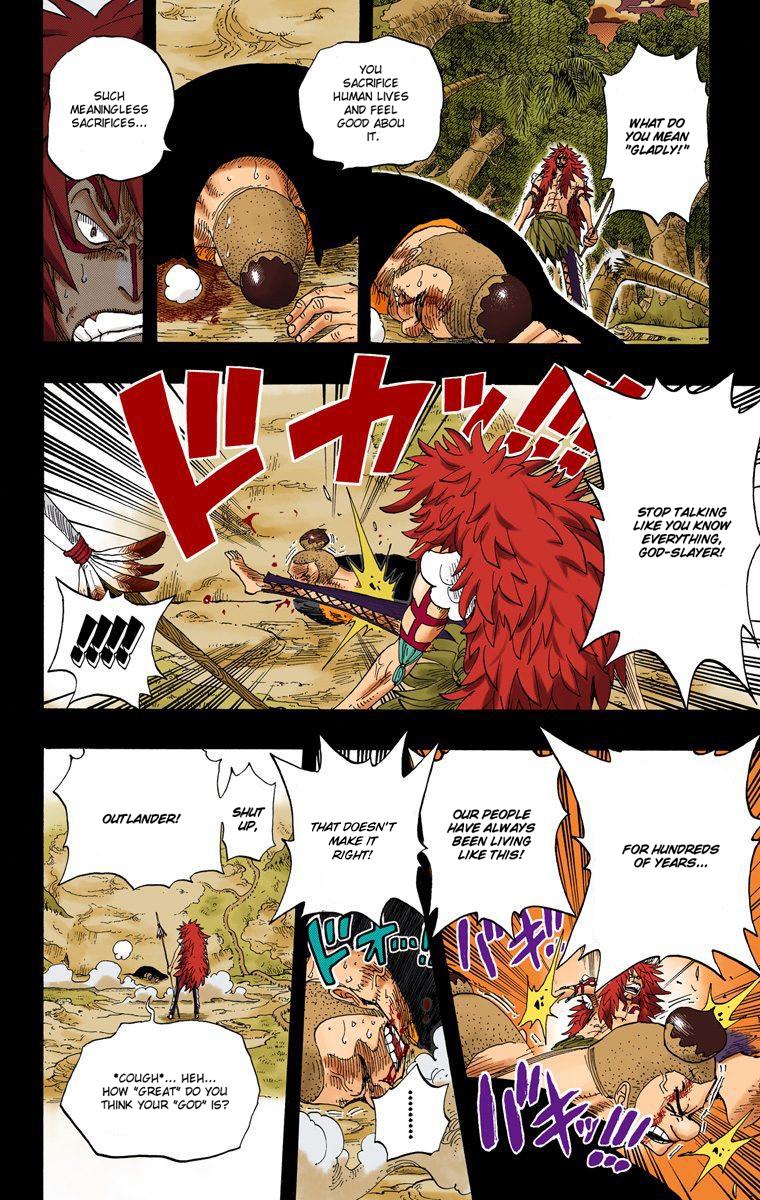 WHAT DO
YOU MEAN
"GLADLY!"
YOU
SACRIFICE
HUMAN LIVES
AND FEEL
GOOD ABOU
IT.
SUCH
MEANINGLESS
SACRIFICES...
ドカッ!!!
STOP TALKING
LIKE YOU KNOW
EVERYTHING,
GOD-SLAYER!
!!!!!
FOR HUNDREDS
OF YEARS...
OUR PEOPLE
HAVE ALWAYS
BEEN LIVING
LIKE THIS!
バキ!!
バキッ!!!
THAT DOESN'T
MAKE IT
RIGHT!
ドォ…!!
........
SHUT
UP,
OUTLANDER!
*COUGH*... HEH...
HOW "GREAT" DO YOU
THINK YOUR "GOD" IS?